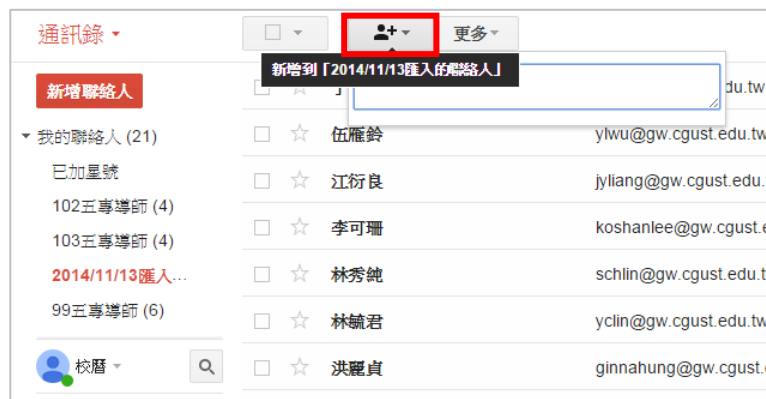 通訊錄
更多
新增到「2014/11/13匯入的聯絡人」
新增聯絡人
du.tw
我的聯絡人 (21)
伍雁鈴 ylwu@gw.cgust.edu.tw
已加星號
江衍良 jyliang@gw.cgust.edu.
102五專導師 (4)
李可珊 koshanlee@gw.cgust.e
103五專導師 (4)
2014/11/13匯入…
林秀純 schlin@gw.cgust.edu.t
99五專導師 (6)
林毓君 yclin@gw.cgust.edu.tw
校曆
洪麗貞 ginnahung@gw.cgust.